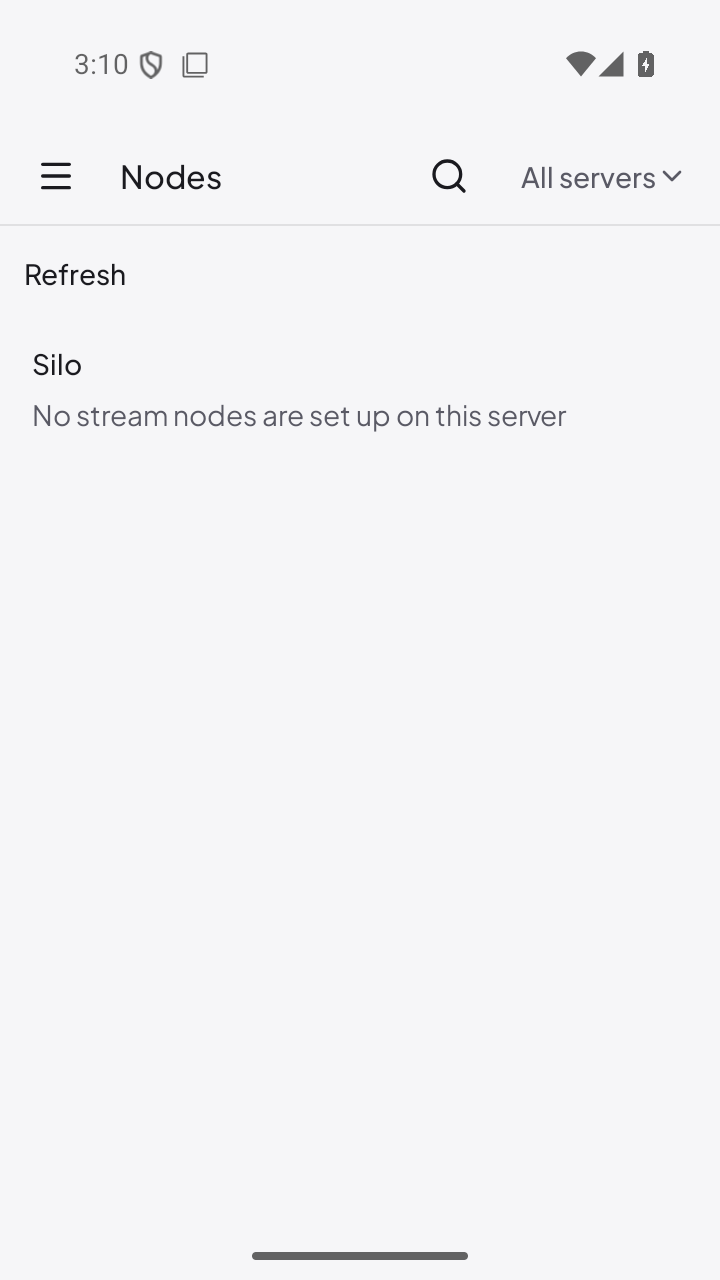 3:10
Nodes
All servers
Refresh
Silo
No stream nodes are set up on this server